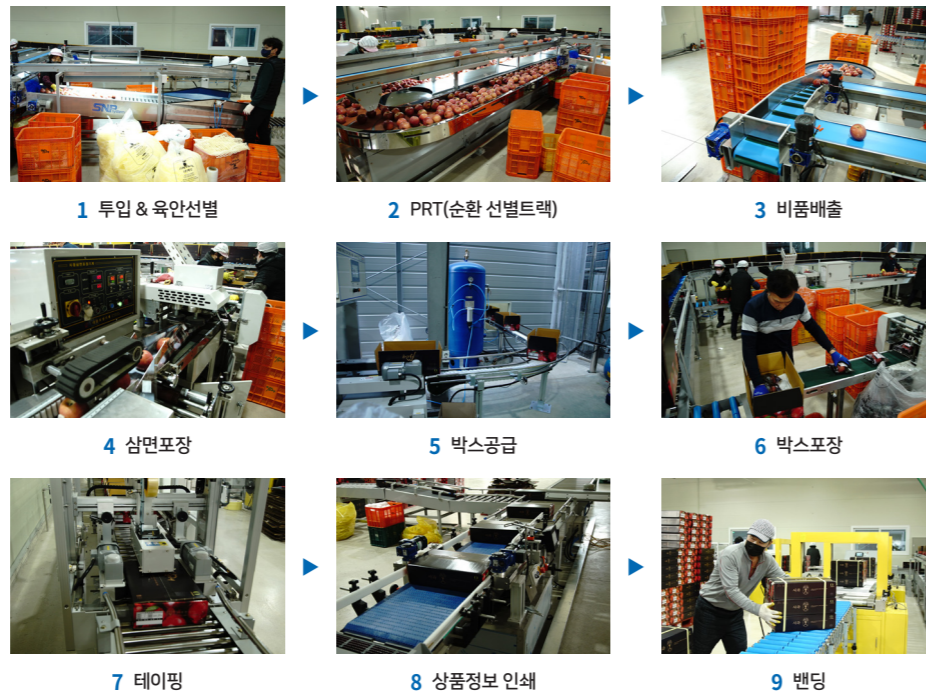 SNP
1 투입 & 육안선별
2 PRT(순환 선별트랙)
3 비품배출
4 삼면포장
5 박스공급
6 박스포장
7 테이핑
8 상품정보 인쇄
9 밴딩